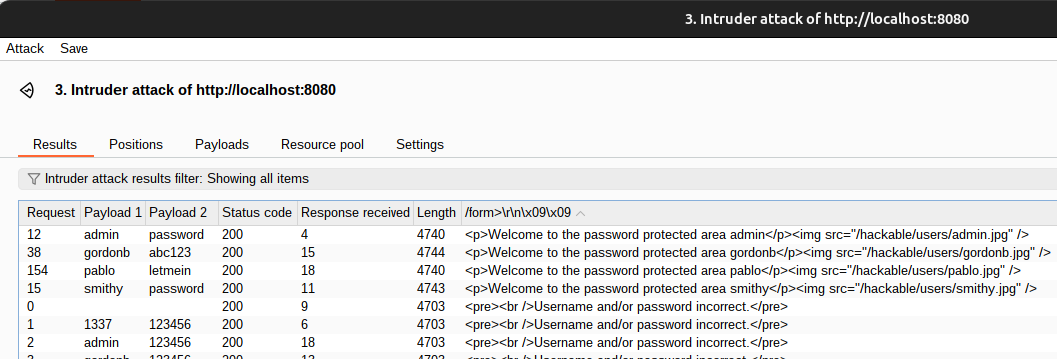 3. Intruder attack of http://localhost:8080
Attack Save
3. Intruder attack of http://localhost:8080
Results Positions Payloads Resource pool Settings
Intruder attack results filter: Showing all items
Request Payload 1 Payload 2 Status code Response received Length /form>\r\n\x09\x09
12 admin password 200 4 4740 <p>Welcome to the password protected area admin</p><img src="/hackable/users/admin.jpg" />
38 gordonb abc123 200 15 4744 <p>Welcome to the password protected area gordonb</p><img src="/hackable/users/gordonb.jpg" />
154 pablo letmein 200 18 4740 <p>Welcome to the password protected area pablo</p><img src="/hackable/users/pablo.jpg" />
15 smithy password 200 11 4743 <p>Welcome to the password protected area smithy</p><img src="/hackable/users/smithy.jpg" />
0 200 9 4703 <pre><br />Username and/or password incorrect.</pre>
1 1337 123456 200 6 4703 <pre><br />Username and/or password incorrect.</pre>
2 admin 123456 200 18 4703 <pre><br />Username and/or password incorrect.</pre>